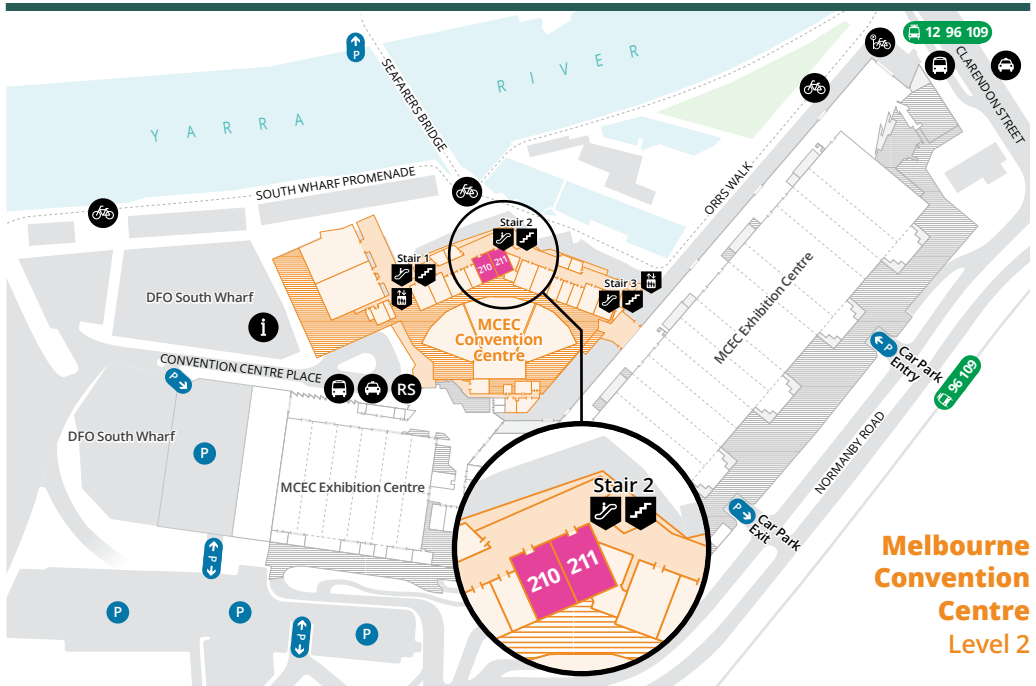 12 96 109
P
SEAFARERS BRIDGE
YARRA RIVER
CLARENDON STREET
SOUTH WHARF PROMENADE
ORRS WALK
Stair 2
Stair 1
210
211
Stair 3
DFO South Wharf
i
MCEC
Convention
Centre
MCEC Exhibition Centre
CONVENTION CENTRE PLACE
P
RS
P
Car Park
Entry
96 109
DFO South Wharf
P
NORMANBY ROAD
MCEC Exhibition Centre
Stair 2
P
Car Park
Exit
210
211
P
P
P
P
P
Melbourne
Convention
Centre
Level 2